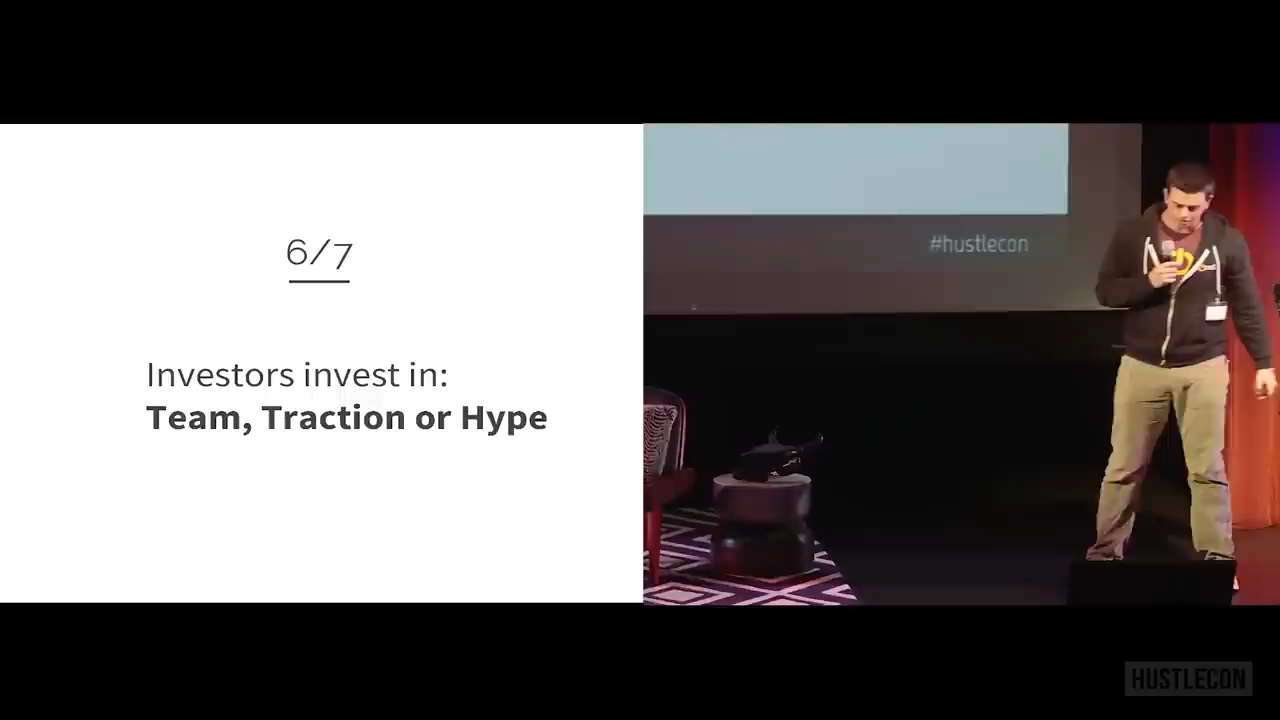 6/7
Investors invest in:
Team, Traction or Hype
#hustlecon
HUSTLECON